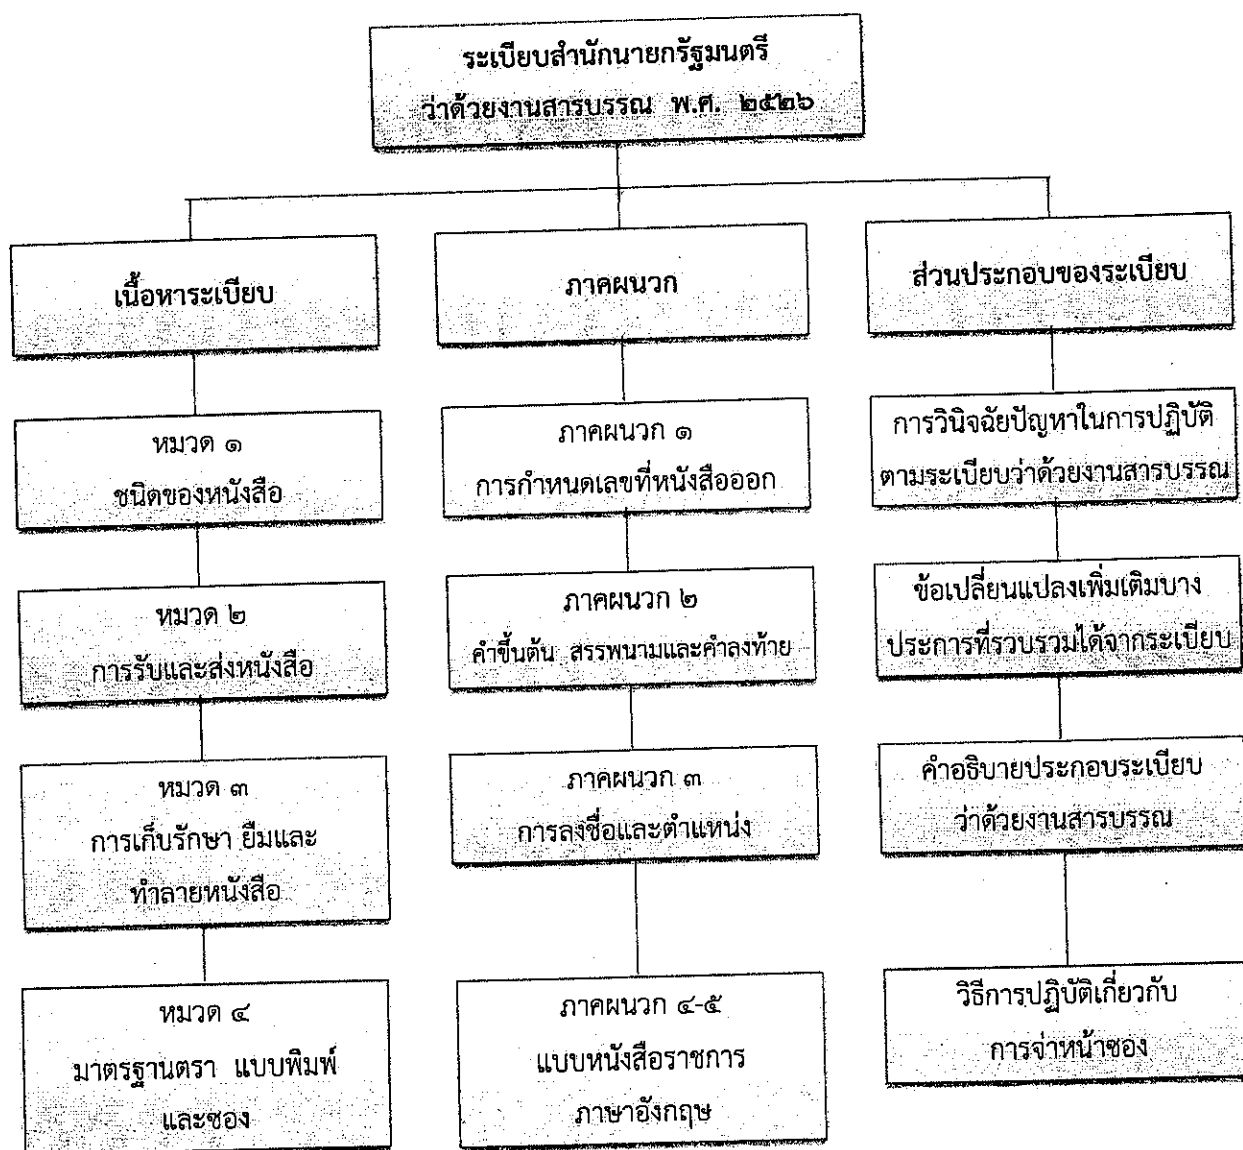 ระเบียบสำนักนายกรัฐมนตรี
ว่าด้วยงานสารบรรณ พ.ศ. ๒๕๒๖
เนื้อหาระเบียบ
ภาคผนวก
ส่วนประกอบของระเบียบ
หมวด ๑
ชนิดของหนังสือ
ภาคผนวก ๑
การกำหนดเลขที่หนังสือออก
การวินิจฉัยปัญหาในการปฏิบัติ
ตามระเบียบว่าด้วยงานสารบรรณ
หมวด ๒
การรับและส่งหนังสือ
ภาคผนวก ๒
คำขึ้นต้น สรรพนามและคำลงท้าย
ข้อเปลี่ยนแปลงเพิ่มเติมบาง
ประการที่รวบรวมได้จากระเบียบ
หมวด ๓
การเก็บรักษา ยืมและ
ทำลายหนังสือ
ภาคผนวก ๓
การลงชื่อและตำแหน่ง
คำอธิบายประกอบระเบียบ
ว่าด้วยงานสารบรรณ
หมวด ๔
มาตรฐานตรา แบบพิมพ์
และซอง
ภาคผนวก ๔-๕
แบบหนังสือราชการ
ภาษาอังกฤษ
วิธีการปฏิบัติเกี่ยวกับ
การจ่าหน้าซอง